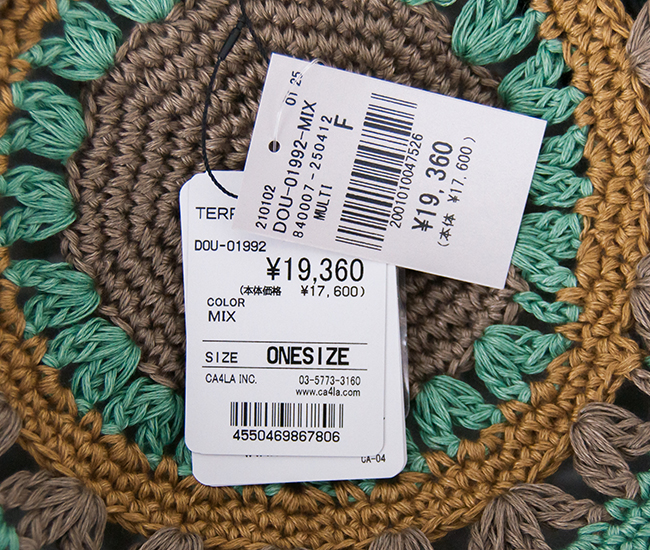 01 25
210102
DOU-01992-MIX
840007-250412
MULTI F
2001010047526
¥19,360
(本体 ¥17,600)
DOU-01992
¥19,360
(本体価格 ¥17,600)
COLOR
MIX
SIZE ONESIZE
CA4LA INC. 03-5773-3160
www.ca4la.com
4550469867806
CA-04